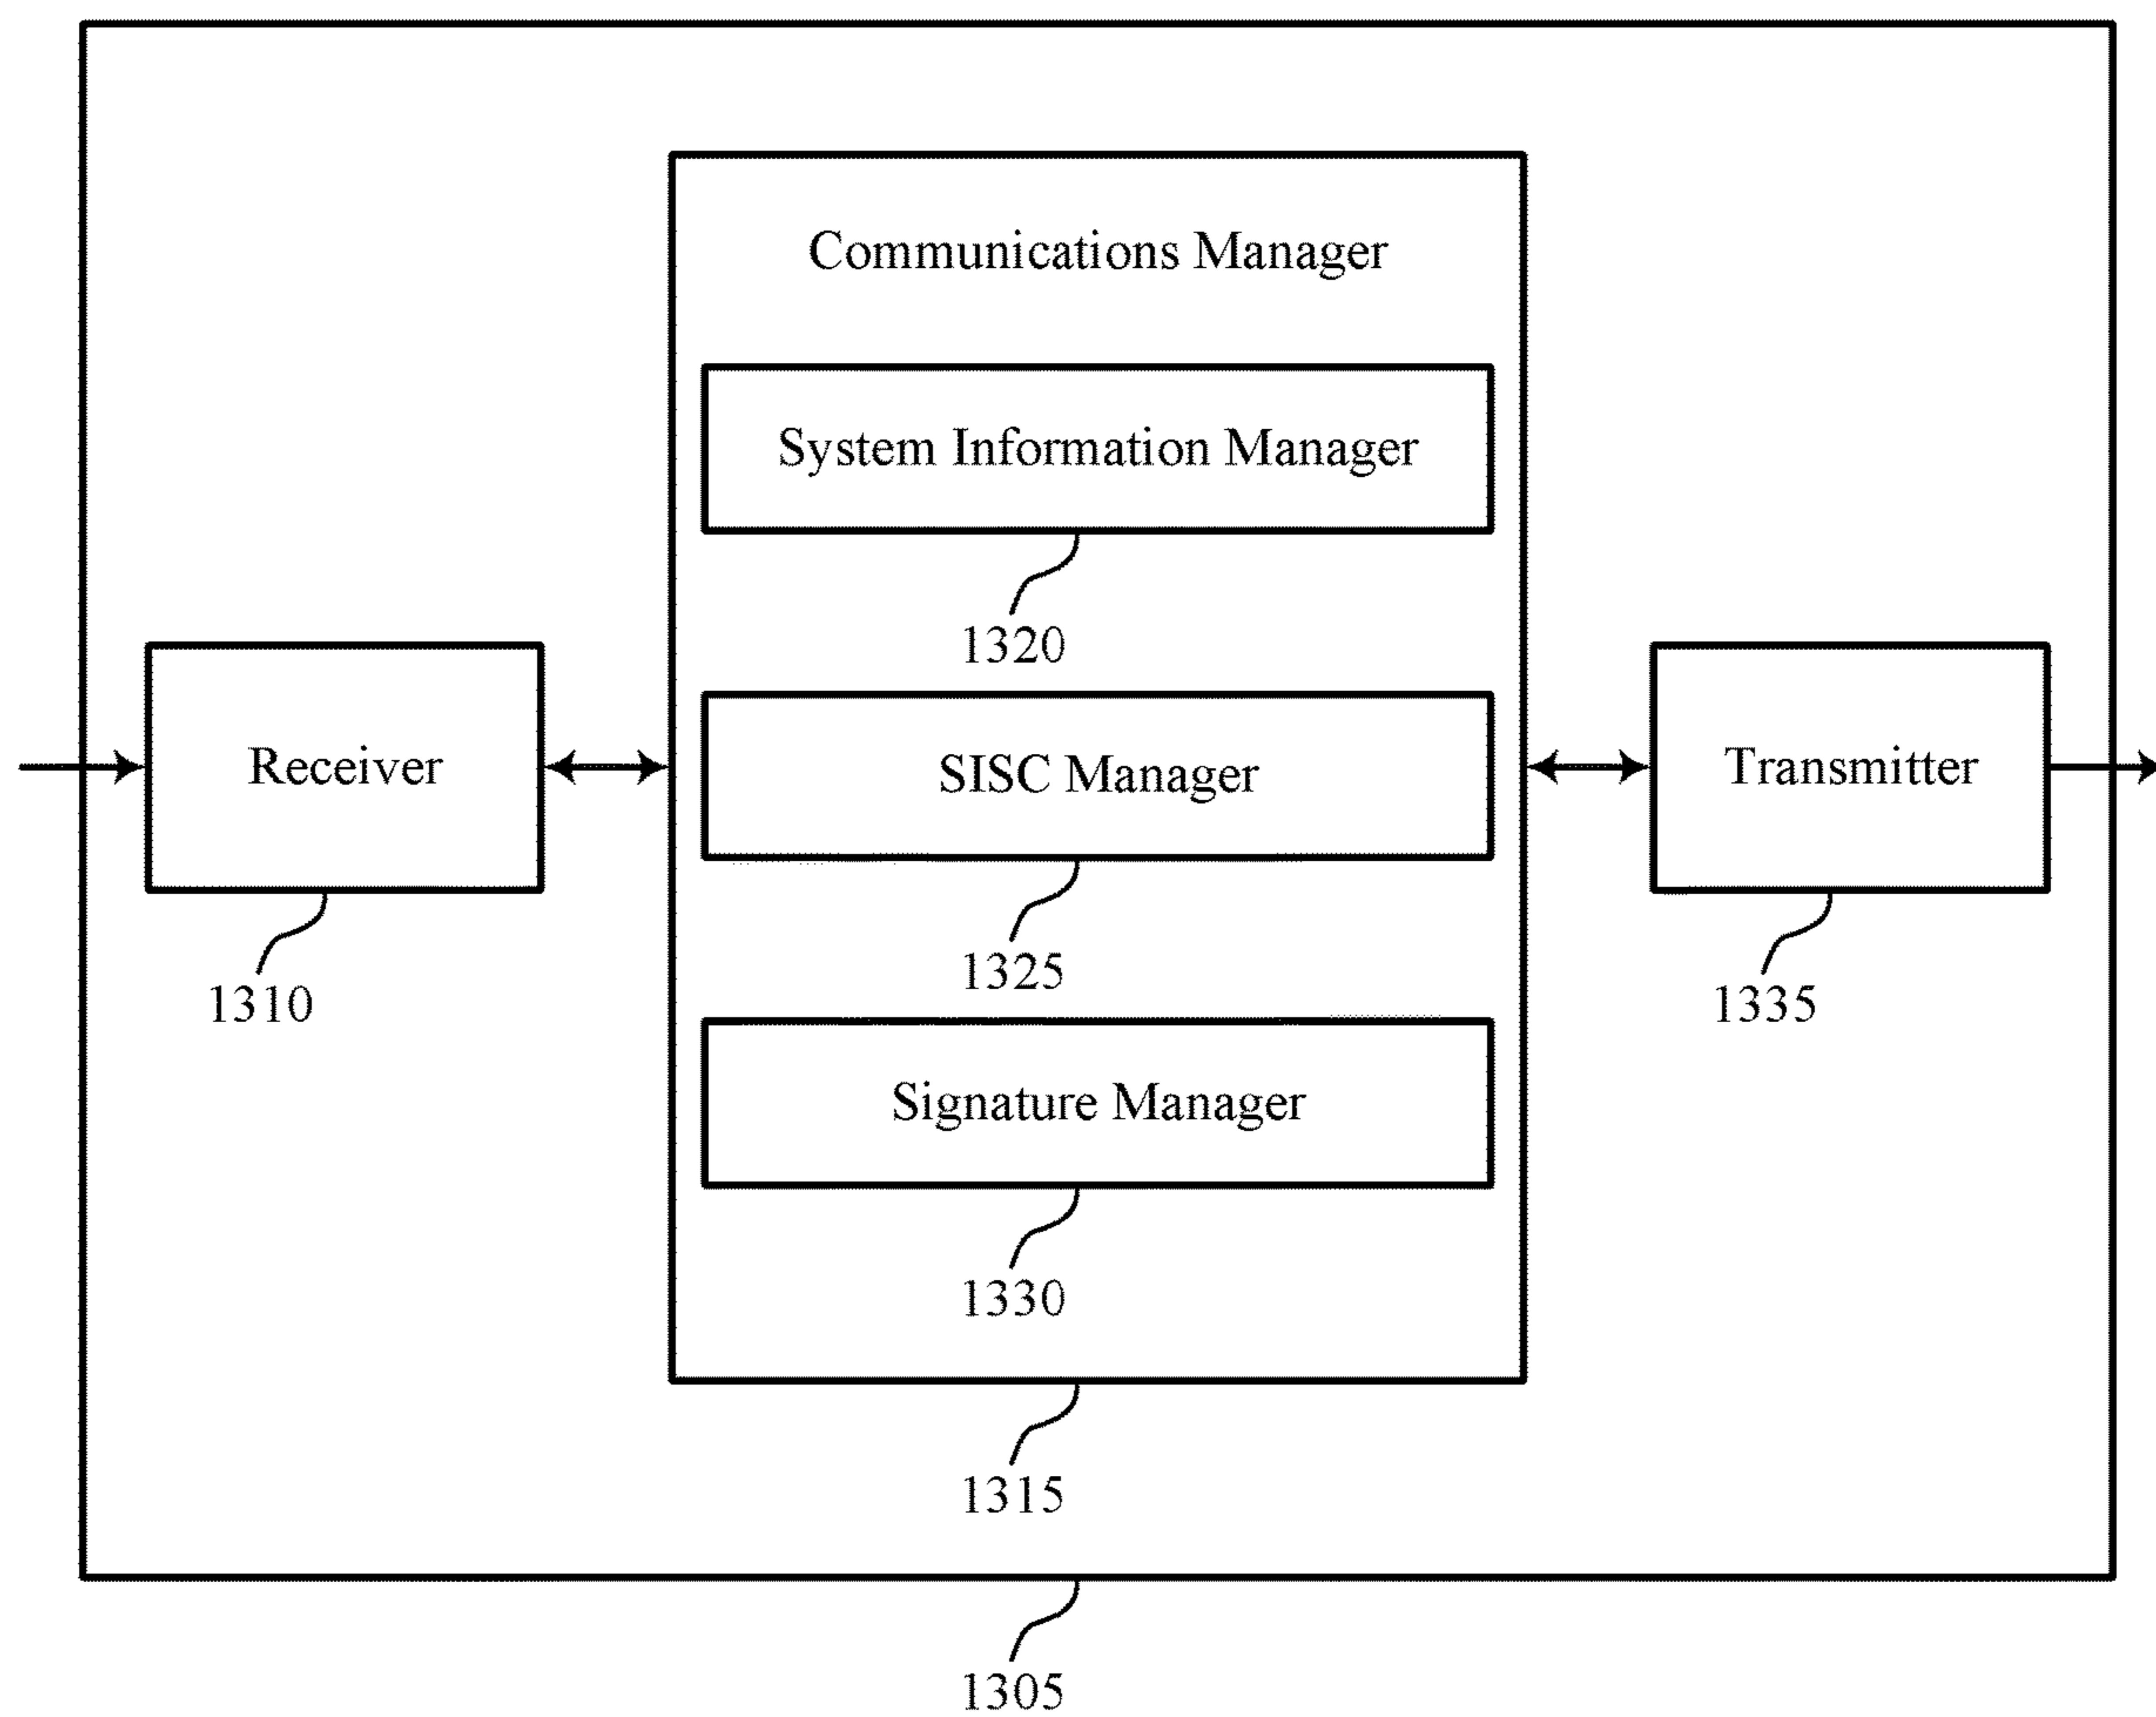 Communications Manager
System Information Manager
1320
Receiver
SISC Manager
Transmitter
1310
1325
1335
Signature Manager
1330
1315
1305